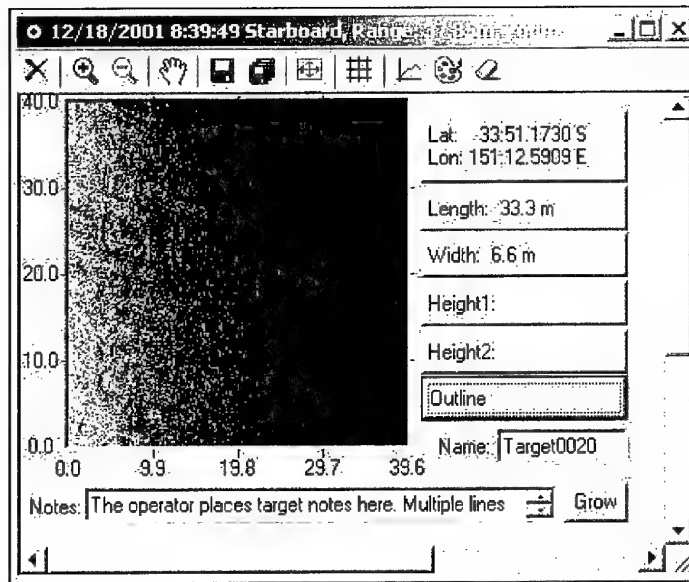 12/18/2001 8:39:49 Starboard, Range
40.0
30.0
20.0
10.0
0.0
0.0 9.9 19.8 29.7 39.6
Lat: -33:51.1730 S
Lon: 151:12.5909 E
Length: 33.3 m
Width: 6.6 m
Height1:
Height2:
Outline
Name: Target0020
Notes: The operator places target notes here. Multiple lines
Grow